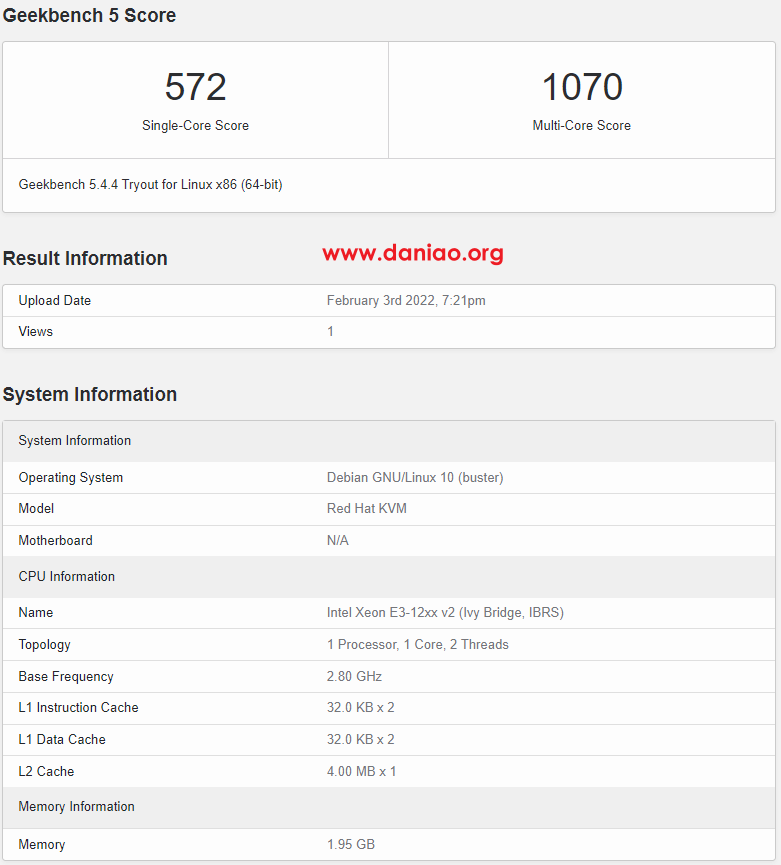 Geekbench 5 Score
572 1070
Single-Core Score Multi-Core Score
Geekbench 5.4.4 Tryout for Linux x86 (64-bit)
Result Information www.daniao.org
Upload Date February 3rd 2022, 7:21pm
Views 1
System Information
System Information
Operating System Debian GNU/Linux 10 (buster)
Model Red Hat KVM
Motherboard N/A
CPU Information
Name Intel Xeon E3-12xx v2 (Ivy Bridge, IBRS)
Topology 1 Processor, 1 Core, 2 Threads
Base Frequency 2.80 GHz
L1 Instruction Cache 32.0 KB x 2
L1 Data Cache 32.0 KB x 2
L2 Cache 4.00 MB x 1
Memory Information
Memory 1.95 GB